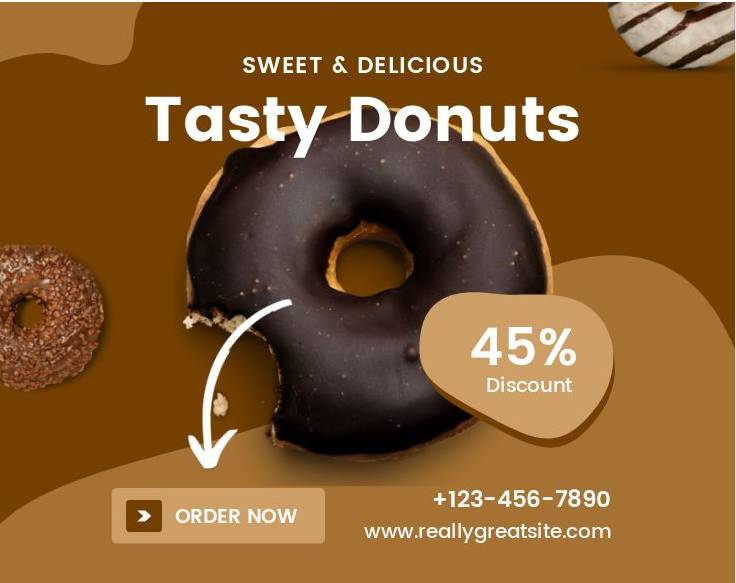 SWEET & DELICIOUS
Tasty Donuts
45%
Discount
ORDER NOW
+123-456-7890
www.reallygreatsite.com